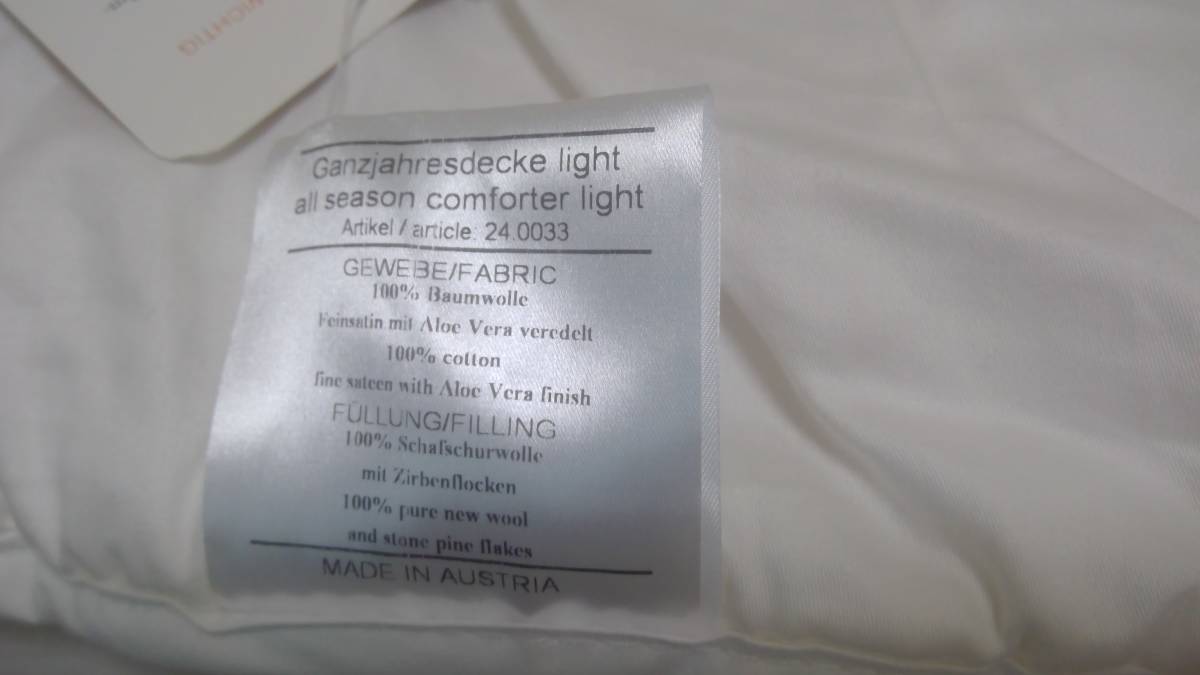 WICHTIG
Ganzjahresdecke light
all season comforter light
Artikel / article: 24.0033
GEWEBE/FABRIC
100% Baumwolle
Feinsatin mit Aloe Vera veredelt
100% cotton
fine sateen with Aloe Vera finish
FÜLLUNG/FILLING
100% Schafschurwolle
mit Zirbenflocken
100% pure new wool
and stone pine flakes
MADE IN AUSTRIA